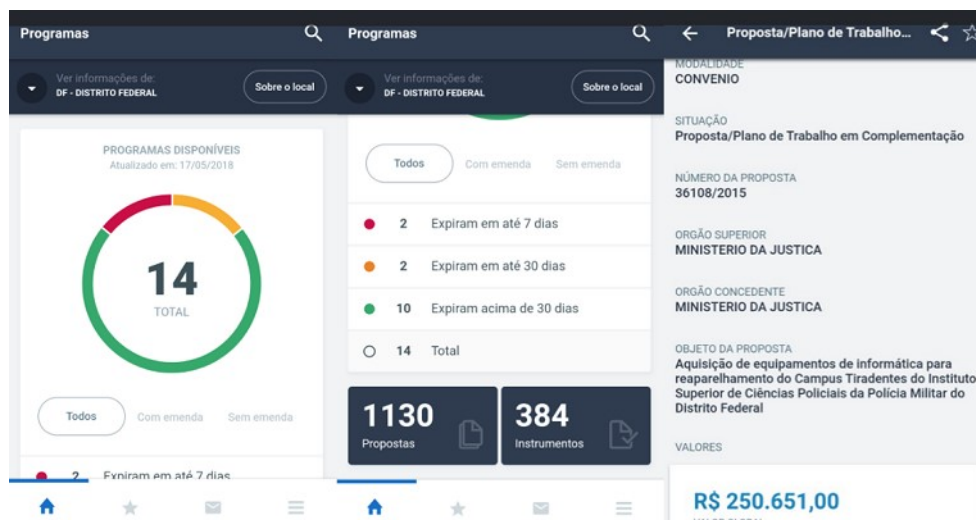 Programas
Ver informações de:
DF - DISTRITO FEDERAL
Sobre o local
PROGRAMAS DISPONÍVEIS
Atualizado em: 17/05/2018
14
TOTAL
Todos
Com emenda
Sem emenda
2 Expiram em até 7 dias
Programas
Ver informações de:
DF - DISTRITO FEDERAL
Sobre o local
Todos
Com emenda
Sem emenda
2 Expiram em até 7 dias
2 Expiram em até 30 dias
10 Expiram acima de 30 dias
14 Total
1130
Propostas
384
Instrumentos
Proposta/Plano de Trabalho...
MODALIDADE
CONVENIO
SITUAÇÃO
Proposta/Plano de Trabalho em Complementação
NÚMERO DA PROPOSTA
36108/2015
ORGÃO SUPERIOR
MINISTERIO DA JUSTICA
ORGÃO CONCEDENTE
MINISTERIO DA JUSTICA
OBJETO DA PROPOSTA
Aquisição de equipamentos de informática para
reaparelhamento do Campus Tiradentes do Instituto
Superior de Ciências Policiais da Polícia Militar do
Distrito Federal
VALORES
R$ 250.651,00
VALOR GLOBAL